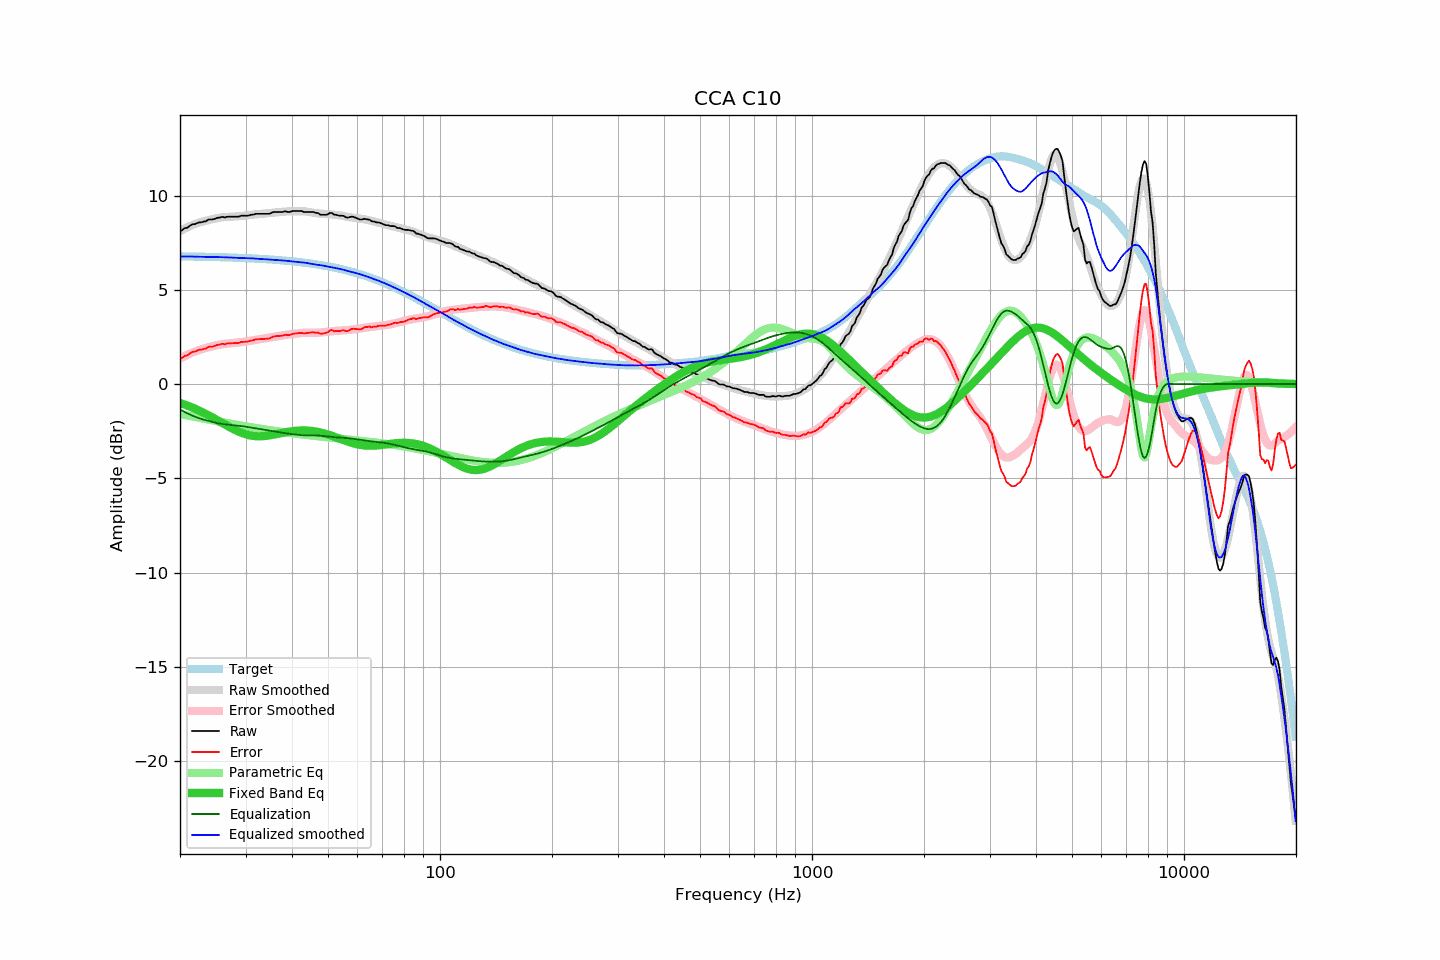 CCA C10
10
5
0
−5
−10
−15
−20
Amplitude (dBr)
Target
Raw Smoothed
Error Smoothed
Raw
Error
Parametric Eq
Fixed Band Eq
Equalization
Equalized smoothed
100 1000 10000
Frequency (Hz)